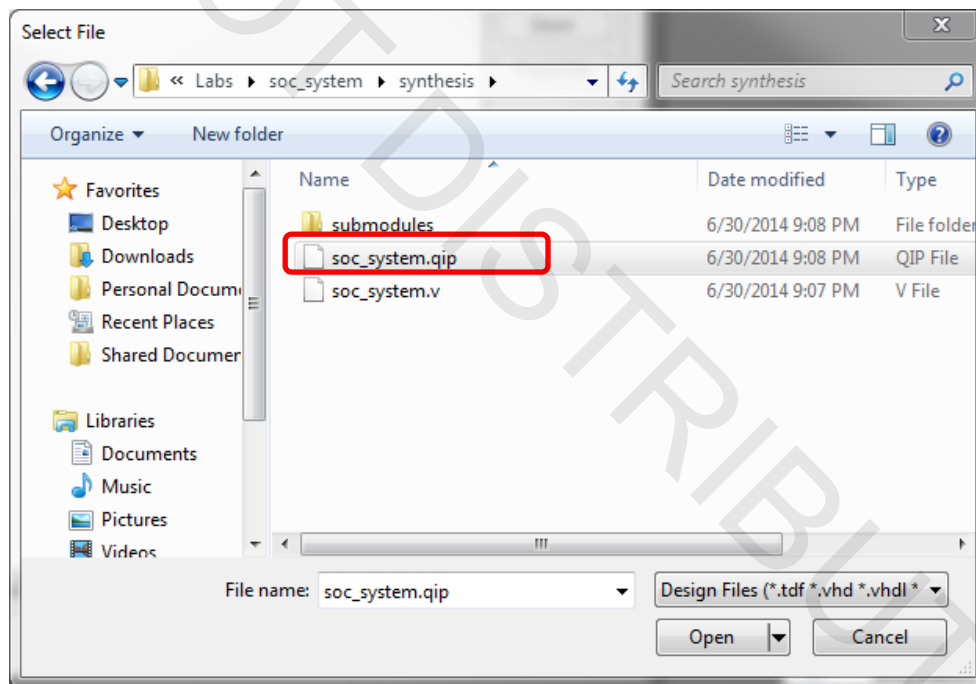 Select File
« Labs soc_system synthesis Search synthesis
Organize New folder
Name Date modified Type
Favorites
Desktop
Downloads
Personal Docum
Recent Places
Shared Documen
Libraries
Documents
Music
Pictures
Videos
submodules 6/30/2014 9:08 PM File folder
soc_system.qip 6/30/2014 9:08 PM QIP File
soc_system.v 6/30/2014 9:07 PM V File
File name: soc_system.qip Design Files (*.tdf *.vhd *.vhdl *
Open Cancel
DISTRIBUT